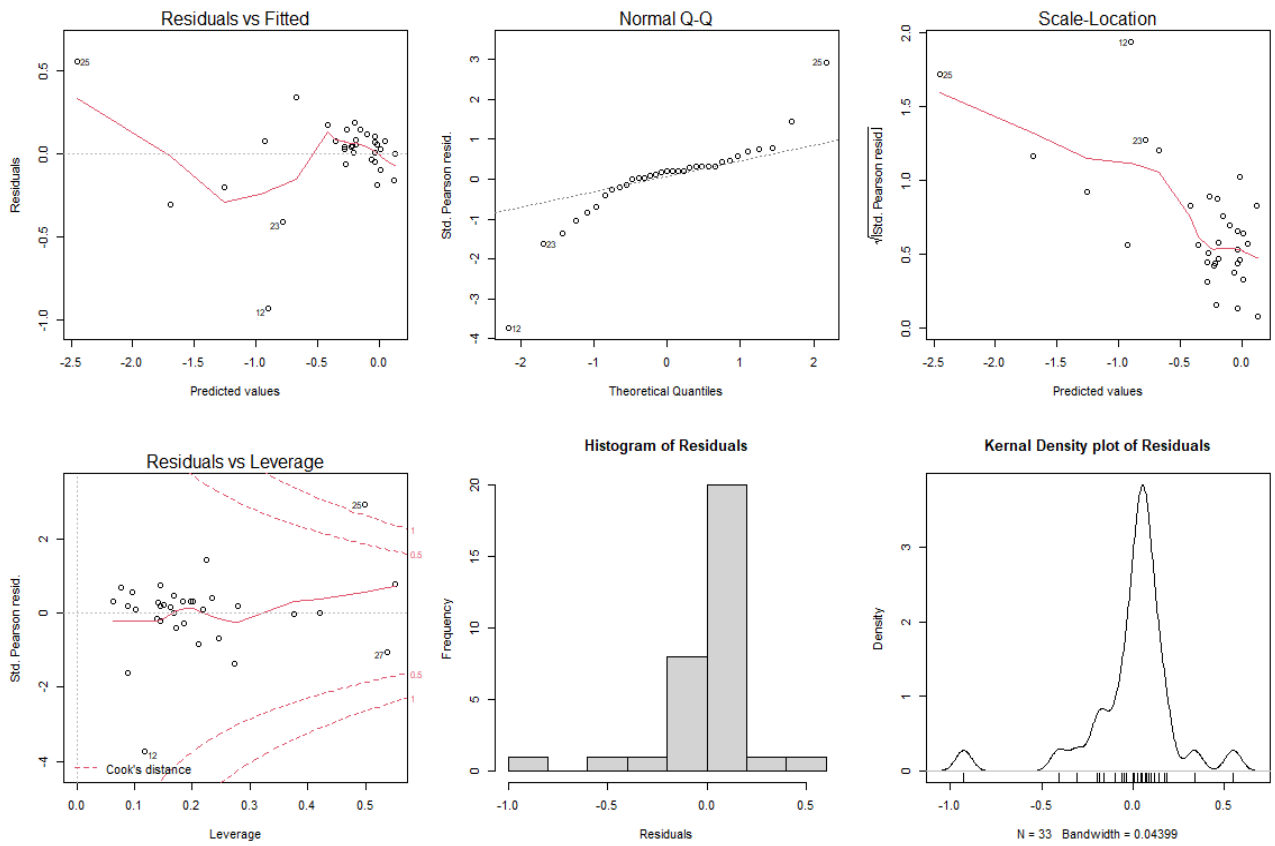 Residuals vs Fitted
Residuals
0.5
0.0
-0.5
-1.0
25
23
12
-2.5 -2.0 -1.5 -1.0 -0.5 0.0
Predicted values
Normal Q-Q
Std. Pearson resid.
3
2
1
0
-1
-2
-3
-4
25
23
12
-2 -1 0 1 2
Theoretical Quantiles
Scale-Location
√|Std. Pearson resid.|
2.0
1.5
1.0
0.5
0.0
12
25
23
-2.5 -2.0 -1.5 -1.0 -0.5 0.0
Predicted values
Residuals vs Leverage
Std. Pearson resid.
2
0
-2
-4
25
1
0.5
27
0.5
1
12
Cook's distance
0.0 0.1 0.2 0.3 0.4 0.5
Leverage
Histogram of Residuals
Frequency
20
15
10
5
0
-1.0 -0.5 0.0 0.5
Residuals
Kernal Density plot of Residuals
Density
3
2
1
0
-1.0 -0.5 0.0 0.5
N = 33 Bandwidth = 0.04399